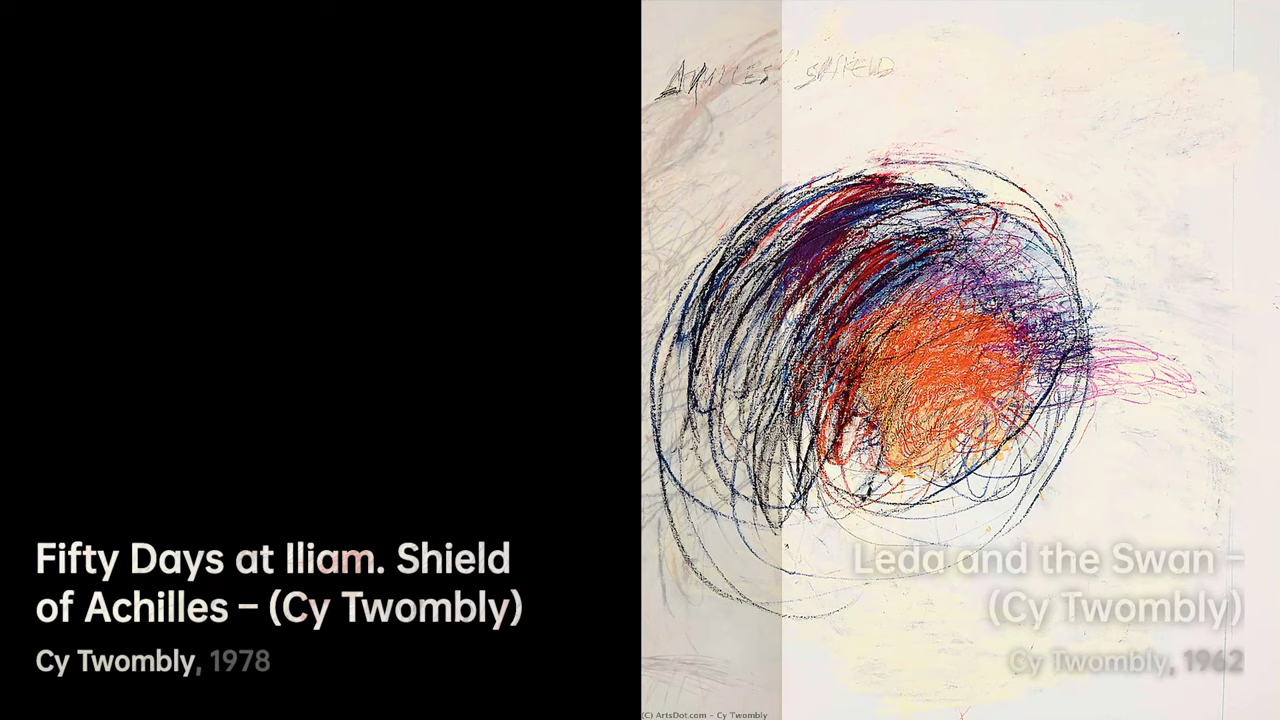 ACHILLES' SHIELD
Fifty Days at Iliam. Shield
of Achilles – (Cy Twombly)
Cy Twombly, 1978
Leda and the Swan –
(Cy Twombly)
Cy Twombly, 1962
(C) ArtsDot.com – Cy Twombly